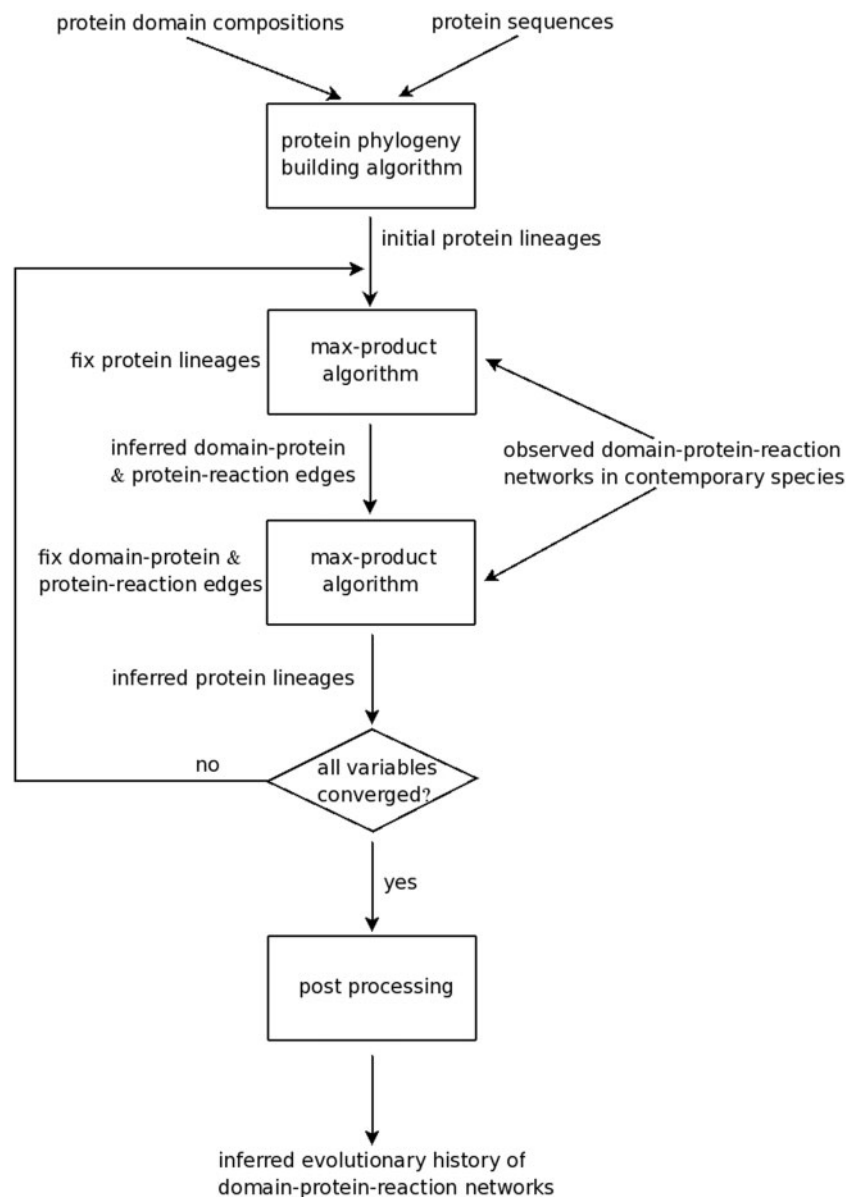 protein domain compositions
protein sequences
protein phylogeny
building algorithm
initial protein lineages
fix protein lineages
max-product
algorithm
inferred domain-protein
& protein-reaction edges
observed domain-protein-reaction
networks in contemporary species
fix domain-protein &
protein-reaction edges
max-product
algorithm
inferred protein lineages
no
all variables
converged?
yes
post processing
inferred evolutionary history of
domain-protein-reaction networks